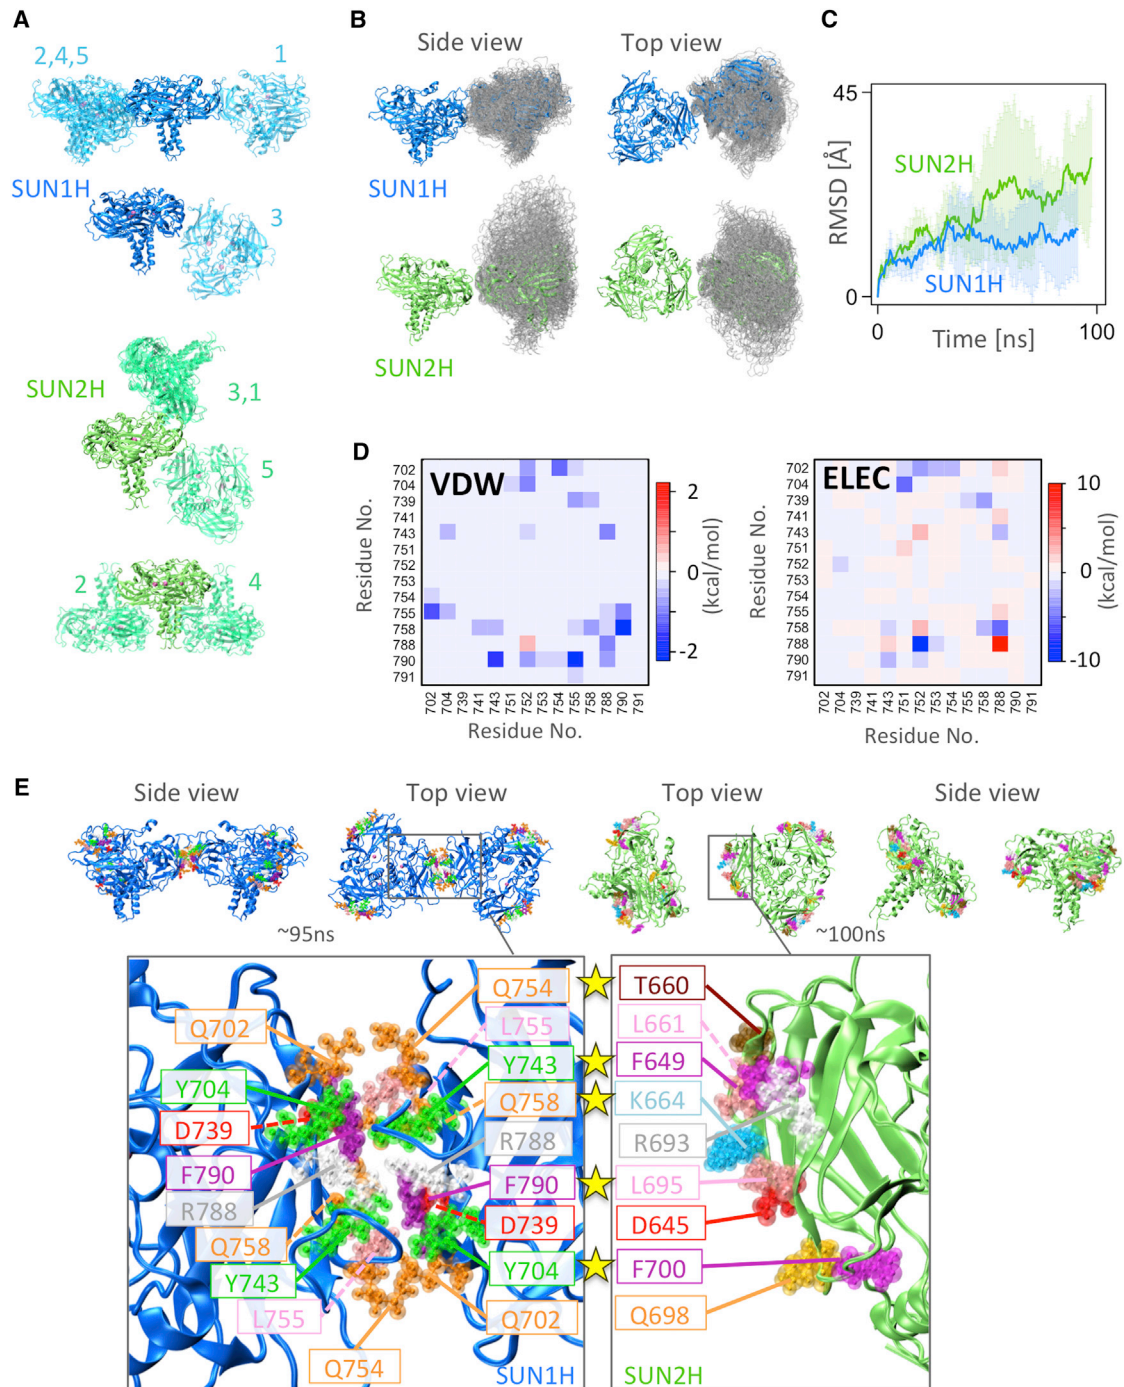 A
2,4,5
1
SUN1H
3
SUN2H
3,1
5
2
4
B
Side view
Top view
SUN1H
SUN2H
C
45
RMSD [Å]
SUN2H
SUN1H
0
0
100
Time [ns]
D
VDW
Residue No.
702
704
739
741
743
751
752
753
754
755
758
788
790
791
702 704 739 741 743 751 752 753 754 755 758 788 790 791
Residue No.
2
0
-2
(kcal/mol)
ELEC
Residue No.
702
704
739
741
743
751
752
753
754
755
758
788
790
791
702 704 739 741 743 751 752 753 754 755 758 788 790 791
Residue No.
10
0
-10
(kcal/mol)
E
Side view
Top view
Top view
Side view
~95ns
~100ns
Q702
Y704
D739
F790
R788
Q758
Y743
L755
Q754
Q754
L755
Y743
Q758
R788
F790
D739
Y704
Q702
SUN1H
T660
L661
F649
K664
R693
L695
D645
F700
Q698
SUN2H